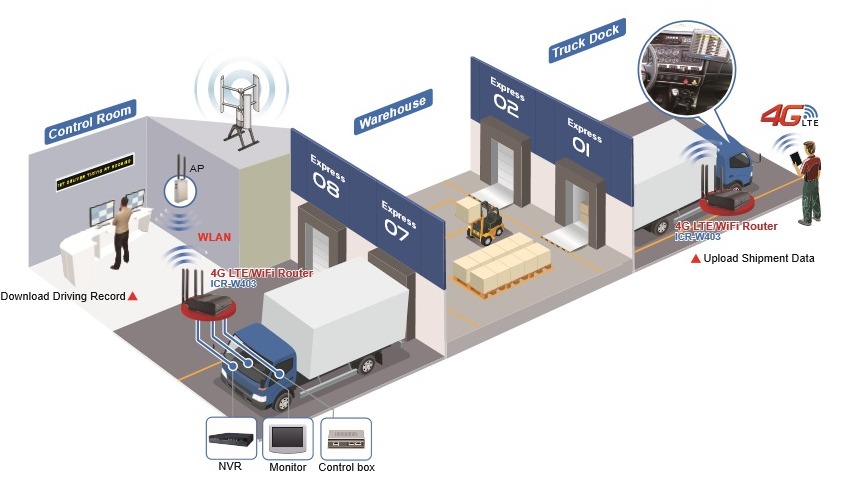 Control Room
Warehouse
Truck Dock
4G LTE
AP
WLAN
Express
08
Express
07
Express
02
Express
01
4G LTE/WiFi Router
ICR-W403
Download Driving Record
4G LTE/WiFi Router
ICR-W403
Upload Shipment Data
NVR
Monitor
Control box